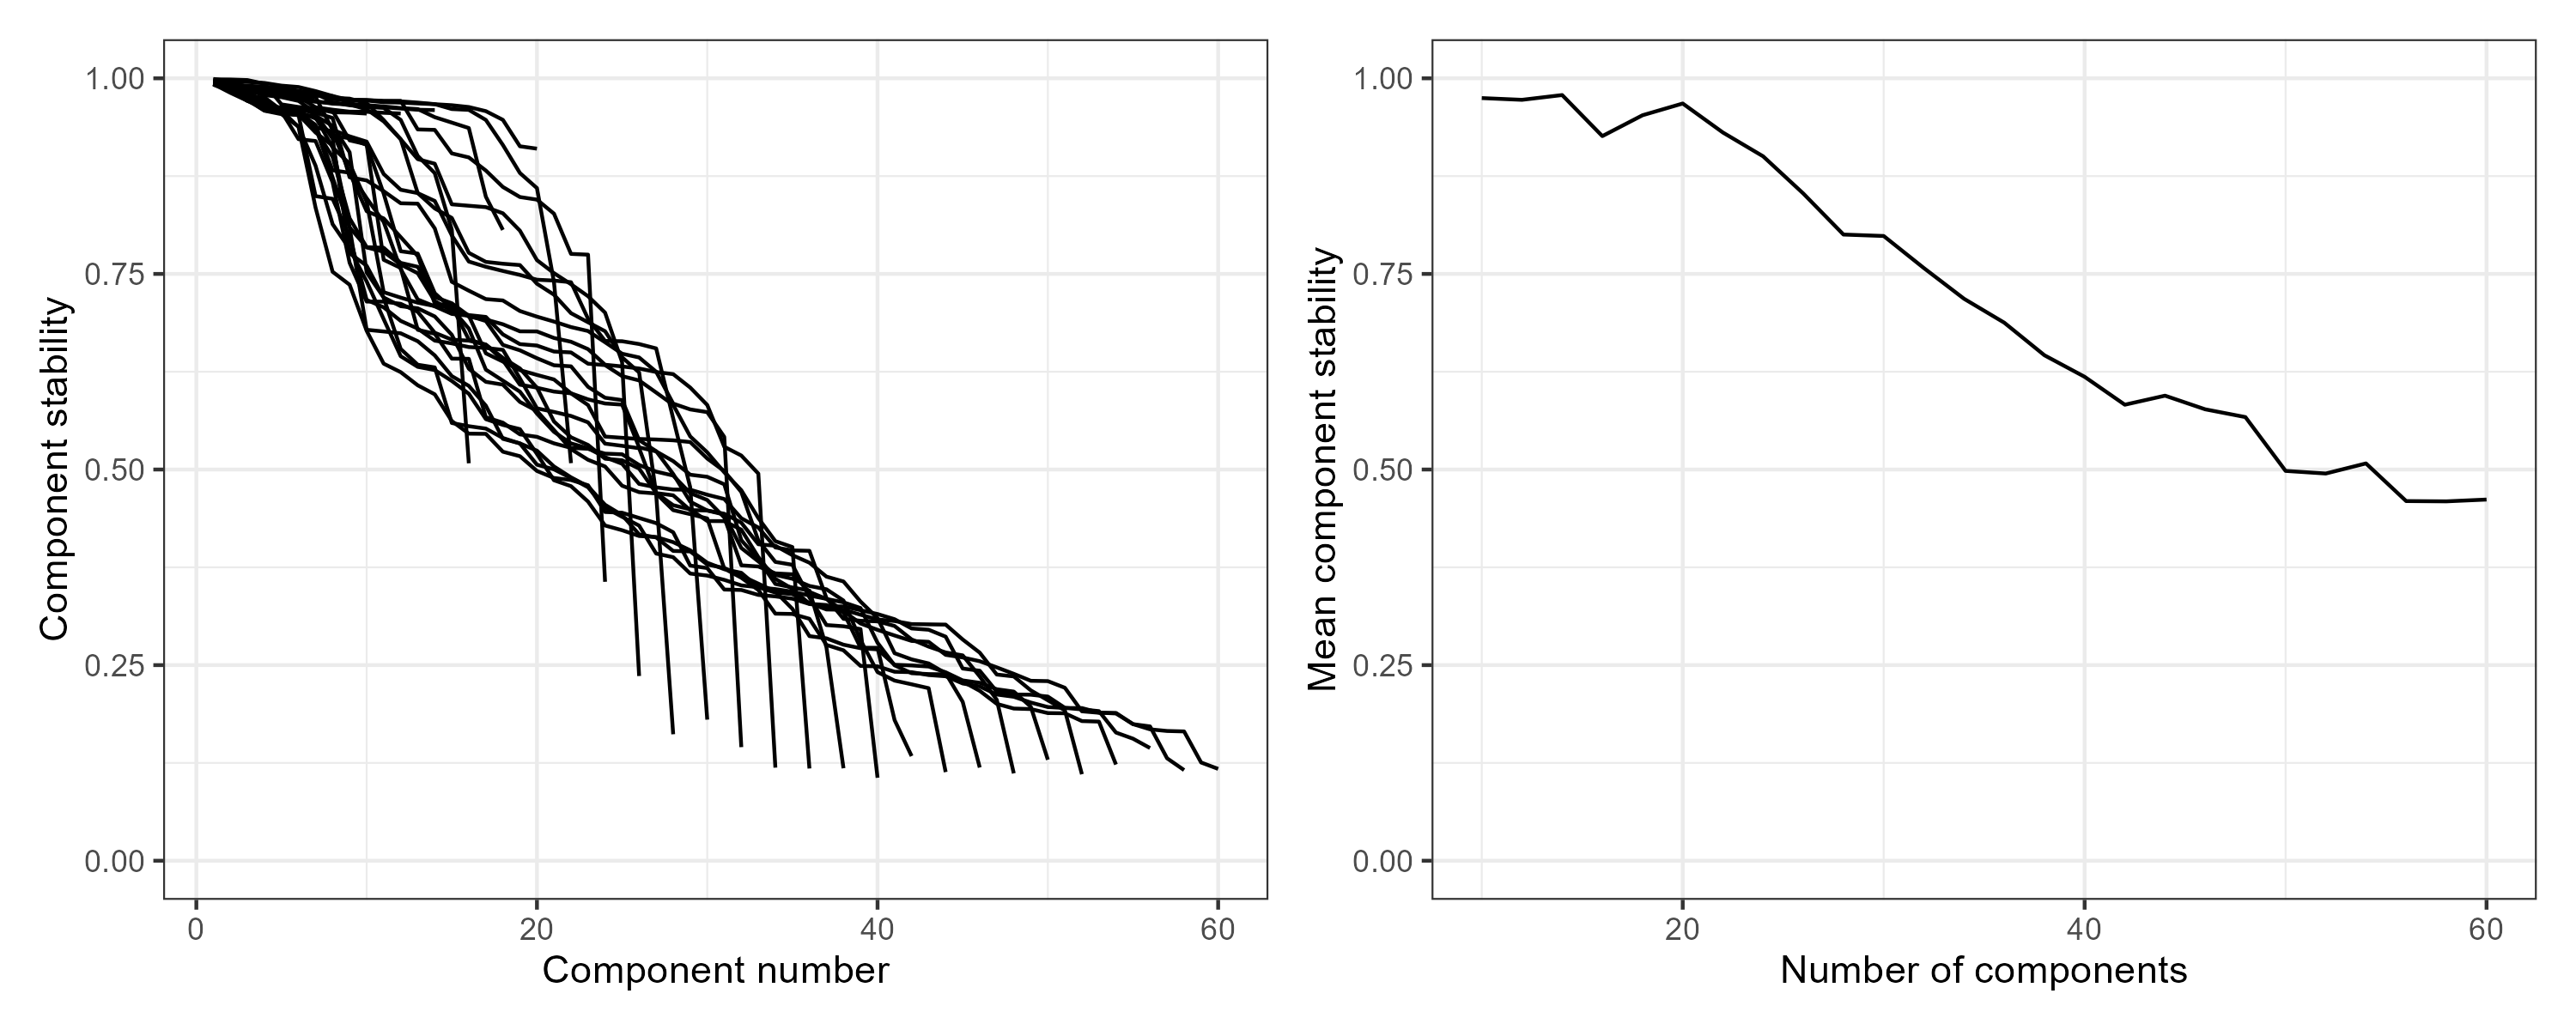 Component stability
1.00
0.75
0.50
0.25
0.00
0 20 40 60
Component number
Mean component stability
1.00
0.75
0.50
0.25
0.00
20 40 60
Number of components